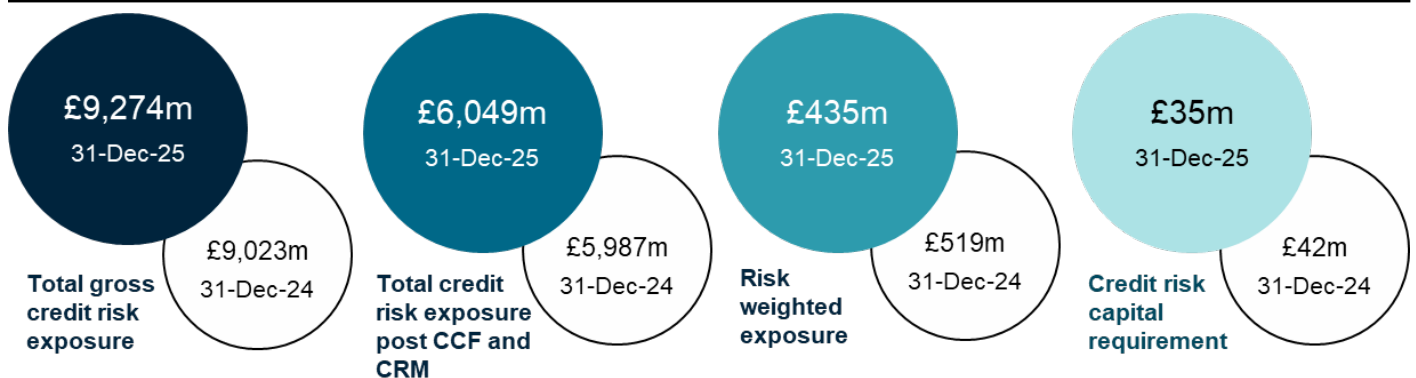 £9,274m
31-Dec-25
£9,023m
31-Dec-24
Total gross
credit risk
exposure
£6,049m
31-Dec-25
£5,987m
31-Dec-24
Total credit
risk exposure
post CCF and
CRM
£435m
31-Dec-25
£519m
31-Dec-24
Risk
weighted
exposure
£35m
31-Dec-25
£42m
31-Dec-24
Credit risk
capital
requirement